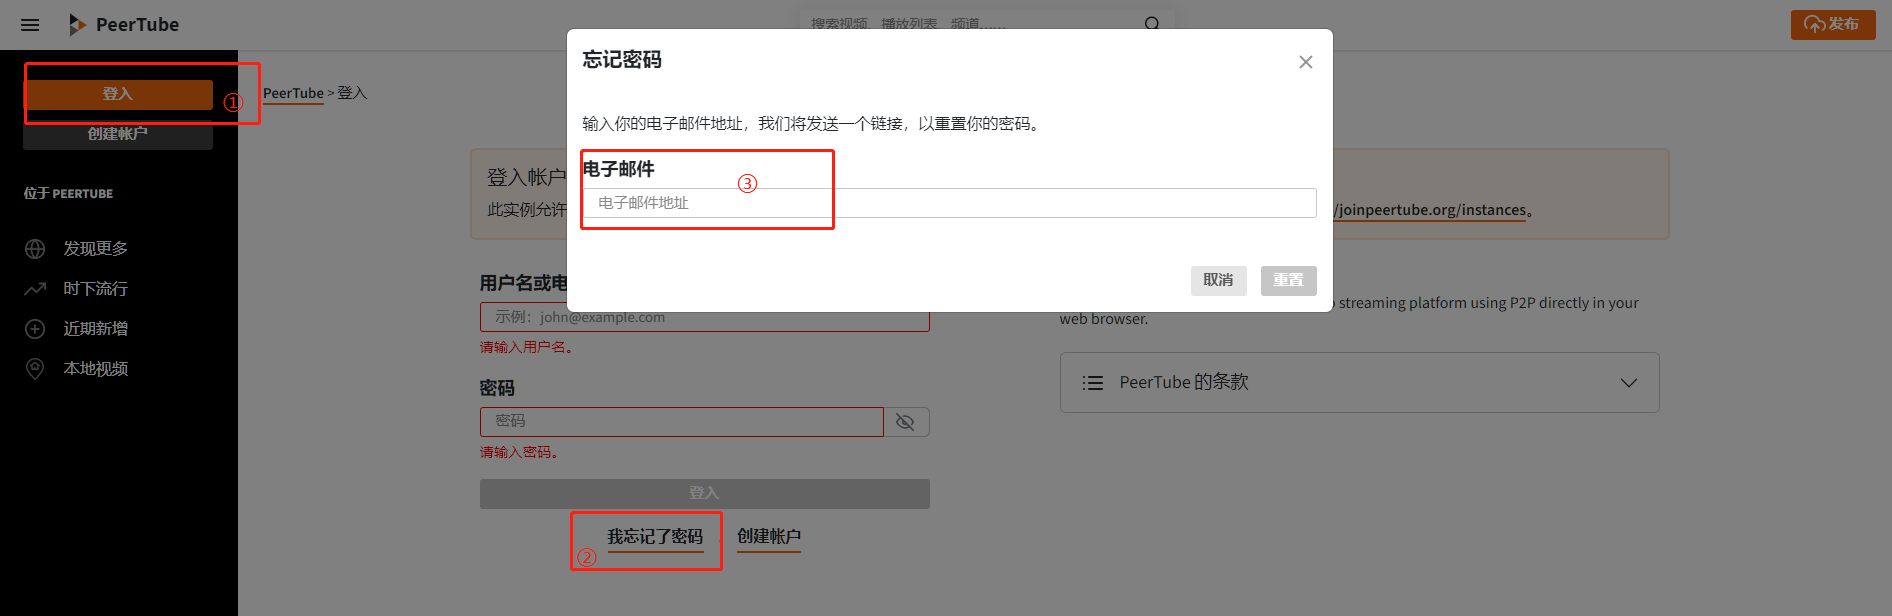 PeerTube
搜索视频、播放列表、频道……
发布
登入
①
创建帐户
位于 PEERTUBE
发现更多
时下流行
近期新增
本地视频
PeerTube > 登入
忘记密码
输入你的电子邮件地址，我们将发送一个链接，以重置你的密码。
电子邮件
③
电子邮件地址
取消
重置
登入帐户
此实例允许
/joinpeertube.org/instances。
用户名或电
示例：john@example.com
请输入用户名。
密码
密码
请输入密码。
登入
我忘记了密码
②
创建帐户
streaming platform using P2P directly in your
web browser.
PeerTube 的条款